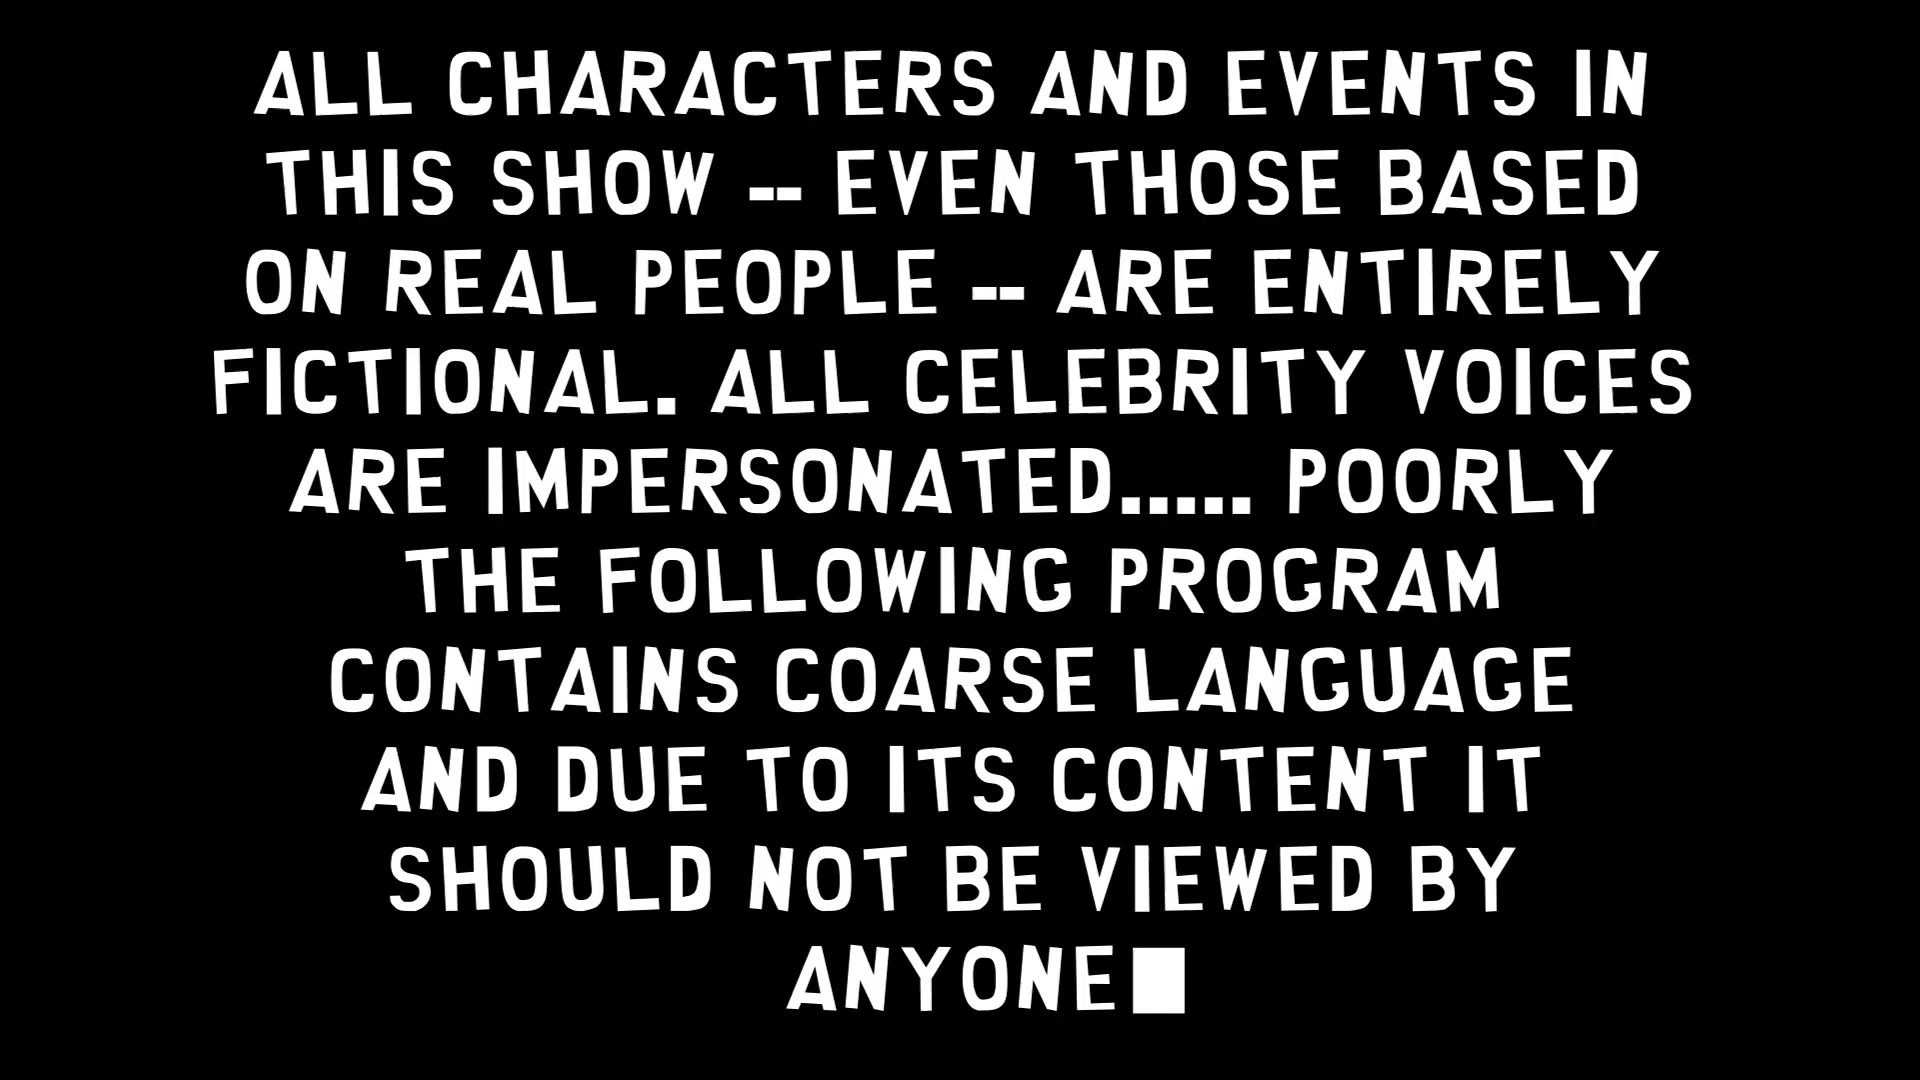 ALL CHARACTERS AND EVENTS IN
THIS SHOW -- EVEN THOSE BASED
ON REAL PEOPLE -- ARE ENTIRELY
FICTIONAL. ALL CELEBRITY VOICES
ARE IMPERSONATED..... POORLY
THE FOLLOWING PROGRAM
CONTAINS COARSE LANGUAGE
AND DUE TO ITS CONTENT IT
SHOULD NOT BE VIEWED BY
ANYONE